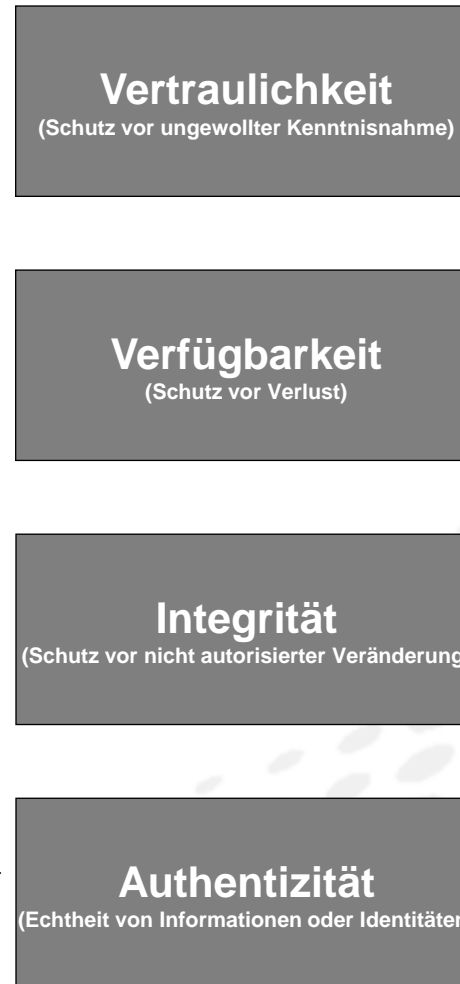 Vertraulichkeit
(Schutz vor ungewollter Kenntnisnahme)
Verfügbarkeit
(Schutz vor Verlust)
Integrität
(Schutz vor nicht autorisierter Veränderung
Authentizität
(Echtheit von Informationen oder Identitäten